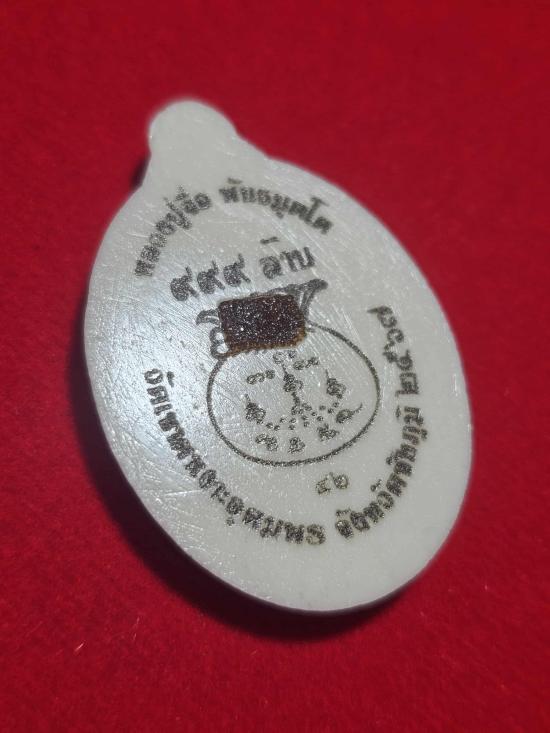 หลวงปู่จื่อ พันธมุตโต
๙๙๙ ล้าน
๔๒
วัดเขาตาเงาะอุดมพร จังหวัดชัยภูมิ ๒๕๖๗